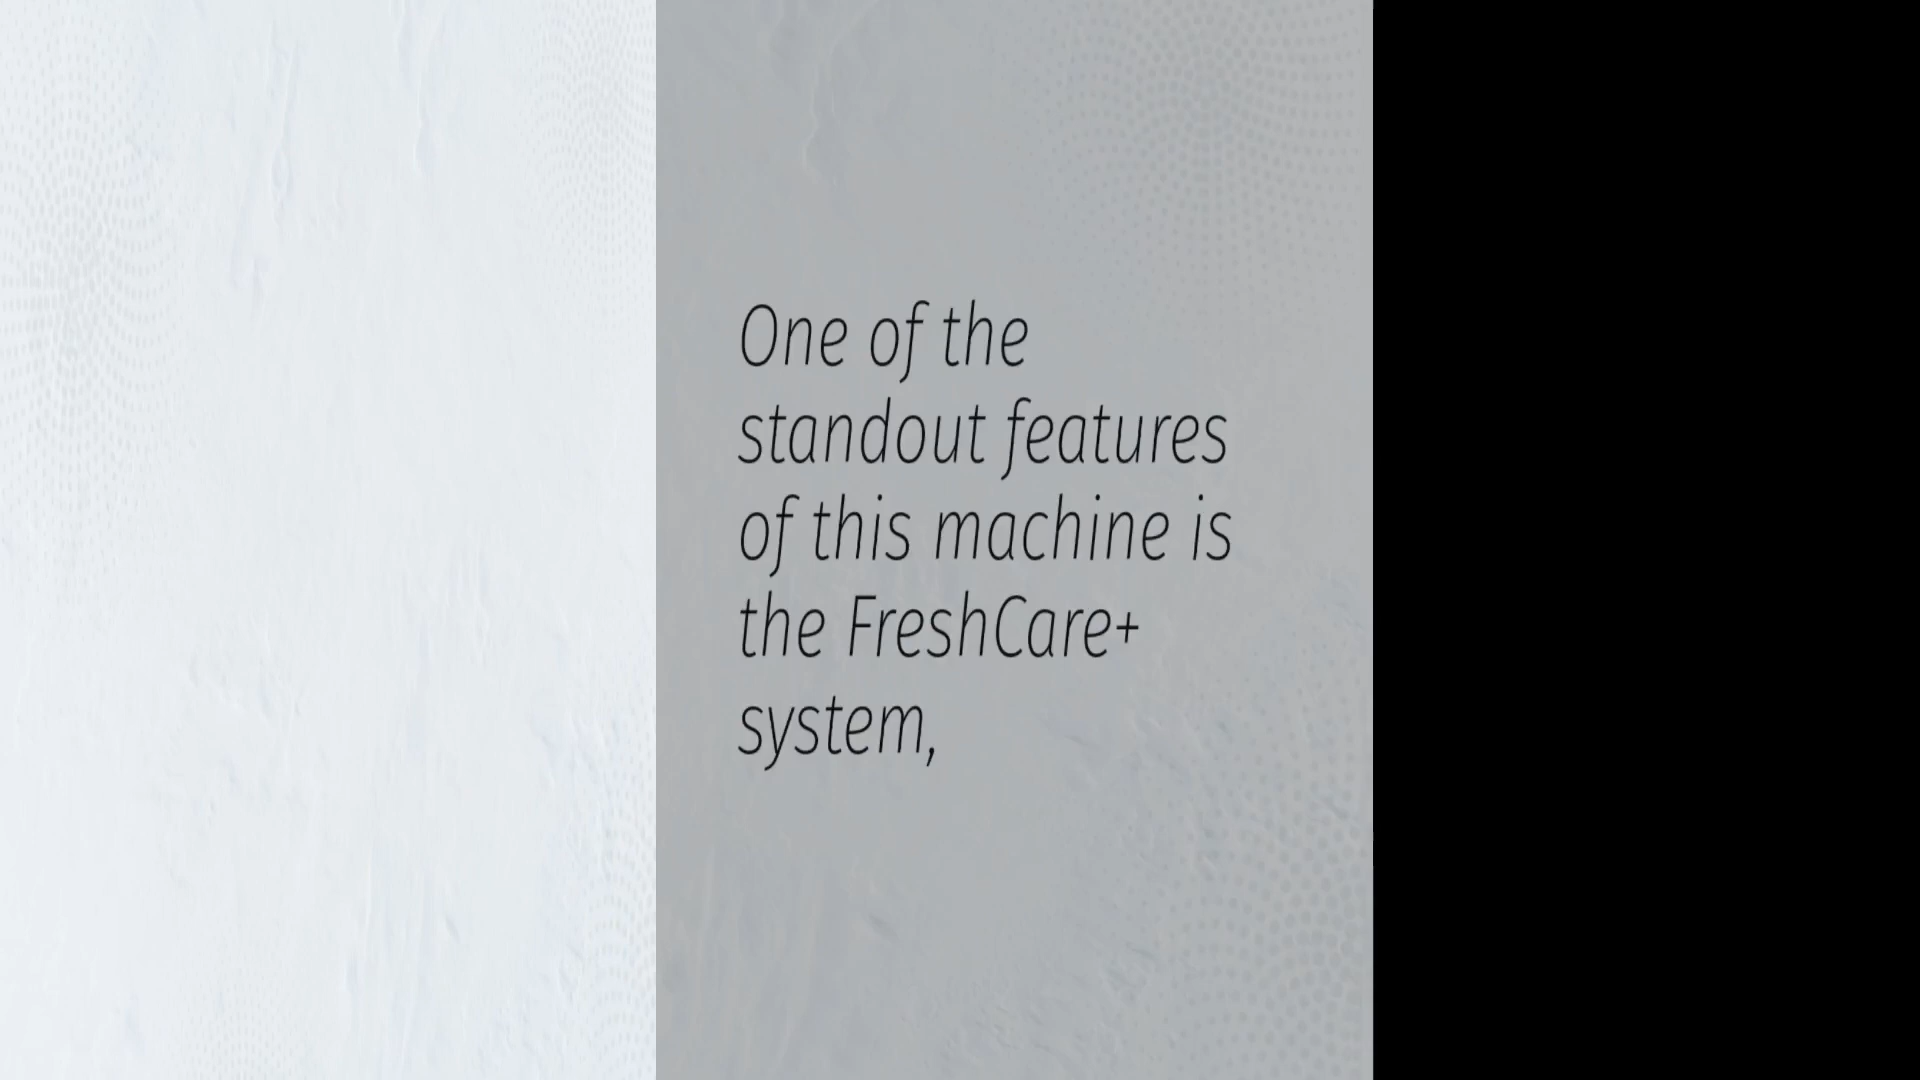 One of the
standout features
of this machine is
the FreshCare+
system,